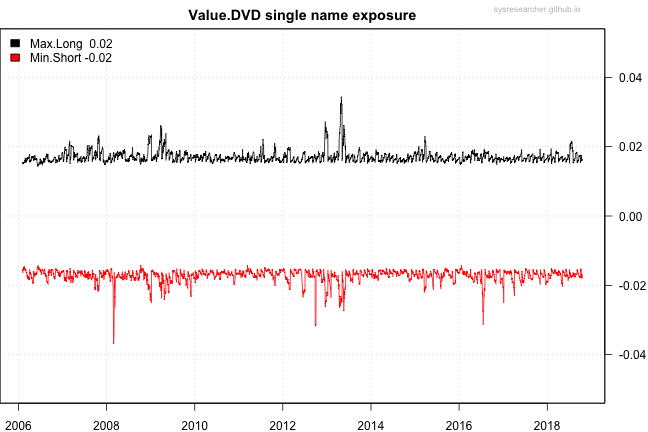 Value.DVD single name exposure
sysresearcher.github.io
Max.Long 0.02
Min.Short -0.02
0.04
0.02
0.00
-0.02
-0.04
2006 2008 2010 2012 2014 2016 2018